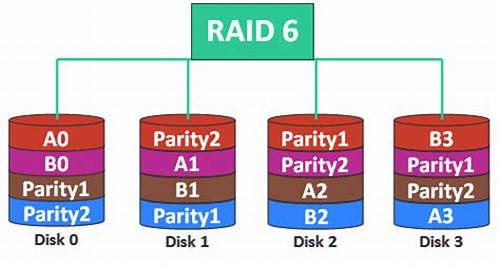 RAID 6
A0 Parity2 Parity1 B3
B0 A1 Parity2 Parity1
Parity1 B1 A2 Parity2
Parity2 Parity1 B2 A3
Disk 0 Disk 1 Disk 2 Disk 3